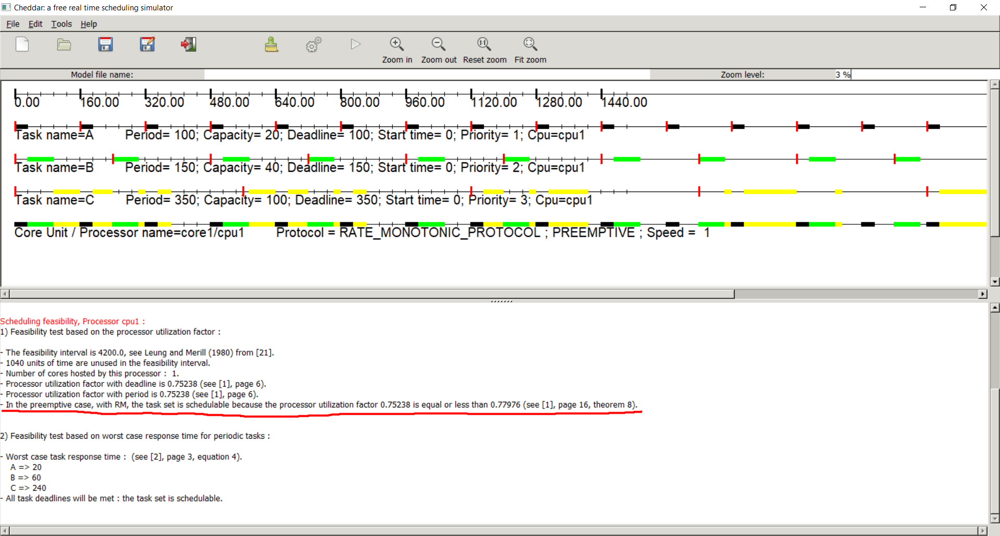 Cheddar: a free real time scheduling simulator
File Edit Tools Help
Zoom in Zoom out Reset zoom Fit zoom
Model file name: Zoom level: 3 %
0.00 160.00 320.00 480.00 640.00 800.00 960.00 1120.00 1280.00 1440.00
Task name=A Period= 100; Capacity= 20; Deadline= 100; Start time= 0; Priority= 1; Cpu=cpu1
Task name=B Period= 150; Capacity= 40; Deadline= 150; Start time= 0; Priority= 2; Cpu=cpu1
Task name=C Period= 350; Capacity= 100; Deadline= 350; Start time= 0; Priority= 3; Cpu=cpu1
Core Unit / Processor name=core1/cpu1 Protocol = RATE_MONOTONIC_PROTOCOL ; PREEMPTIVE ; Speed = 1
Scheduling feasibility, Processor cpu1 :
1) Feasibility test based on the processor utilization factor :
- The feasibility interval is 4200.0, see Leung and Merill (1980) from [21].
- 1040 units of time are unused in the feasibility interval.
- Number of cores hosted by this processor : 1.
- Processor utilization factor with deadline is 0.75238 (see [1], page 6).
- Processor utilization factor with period is 0.75238 (see [1], page 6).
- In the preemptive case, with RM, the task set is schedulable because the processor utilization factor 0.75238 is equal or less than 0.77976 (see [1], page 16, theorem 8).
2) Feasibility test based on worst case response time for periodic tasks :
- Worst case task response time : (see [2], page 3, equation 4).
A => 20
B => 60
C => 240
- All task deadlines will be met : the task set is schedulable.